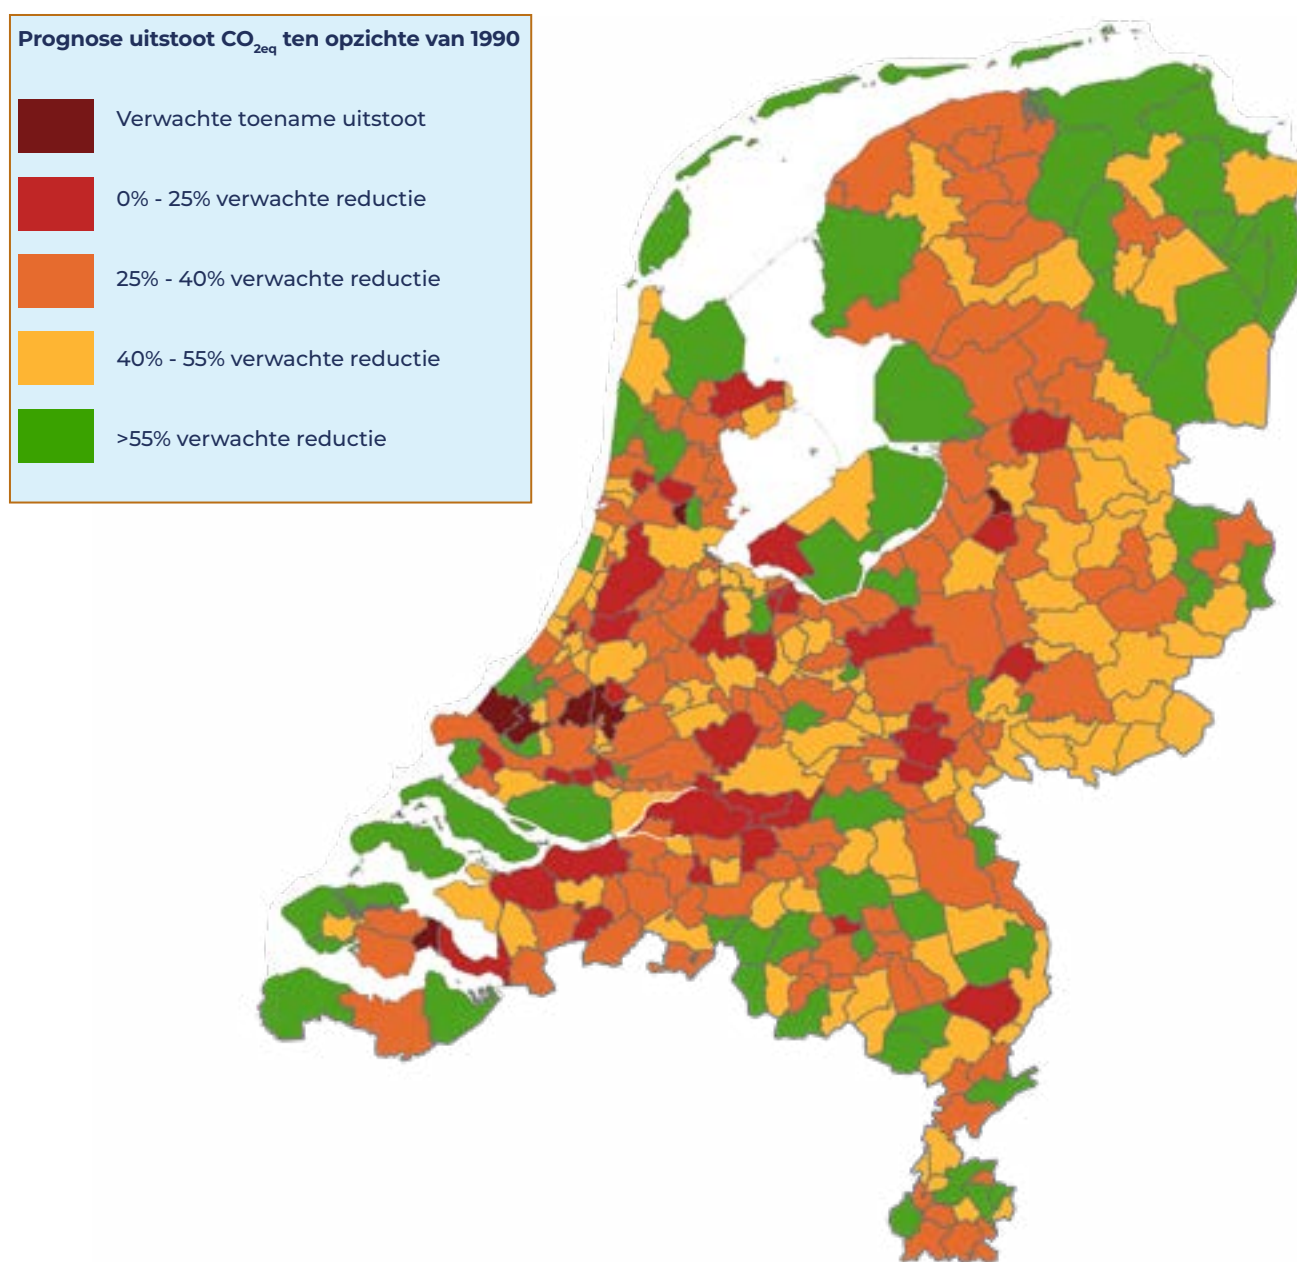 Prognose uitstoot CO2eq ten opzichte van 1990
Verwachte toename uitstoot
0% - 25% verwachte reductie
25% - 40% verwachte reductie
40% - 55% verwachte reductie
>55% verwachte reductie